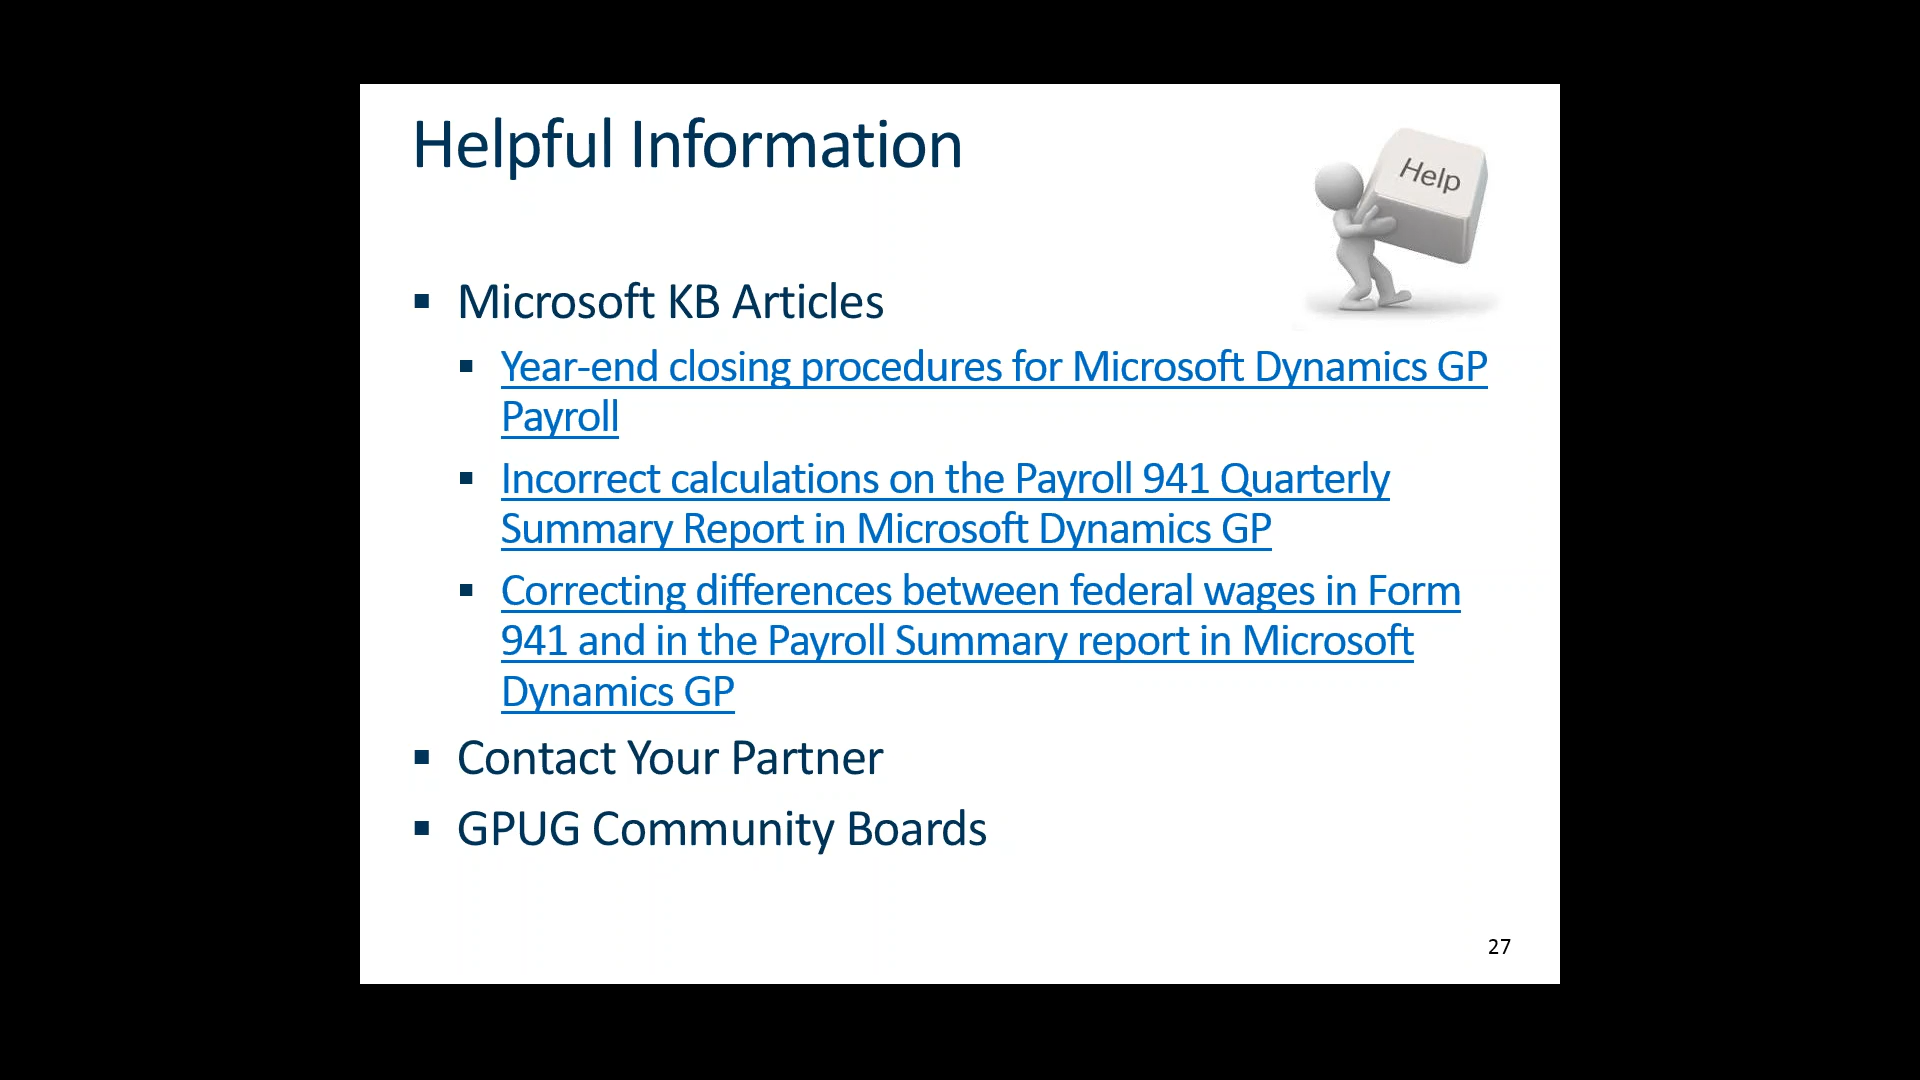 Helpful Information
Help
▪ Microsoft KB Articles
▪ Year-end closing procedures for Microsoft Dynamics GP
Payroll
▪ Incorrect calculations on the Payroll 941 Quarterly
Summary Report in Microsoft Dynamics GP
▪ Correcting differences between federal wages in Form
941 and in the Payroll Summary report in Microsoft
Dynamics GP
▪ Contact Your Partner
▪ GPUG Community Boards
27